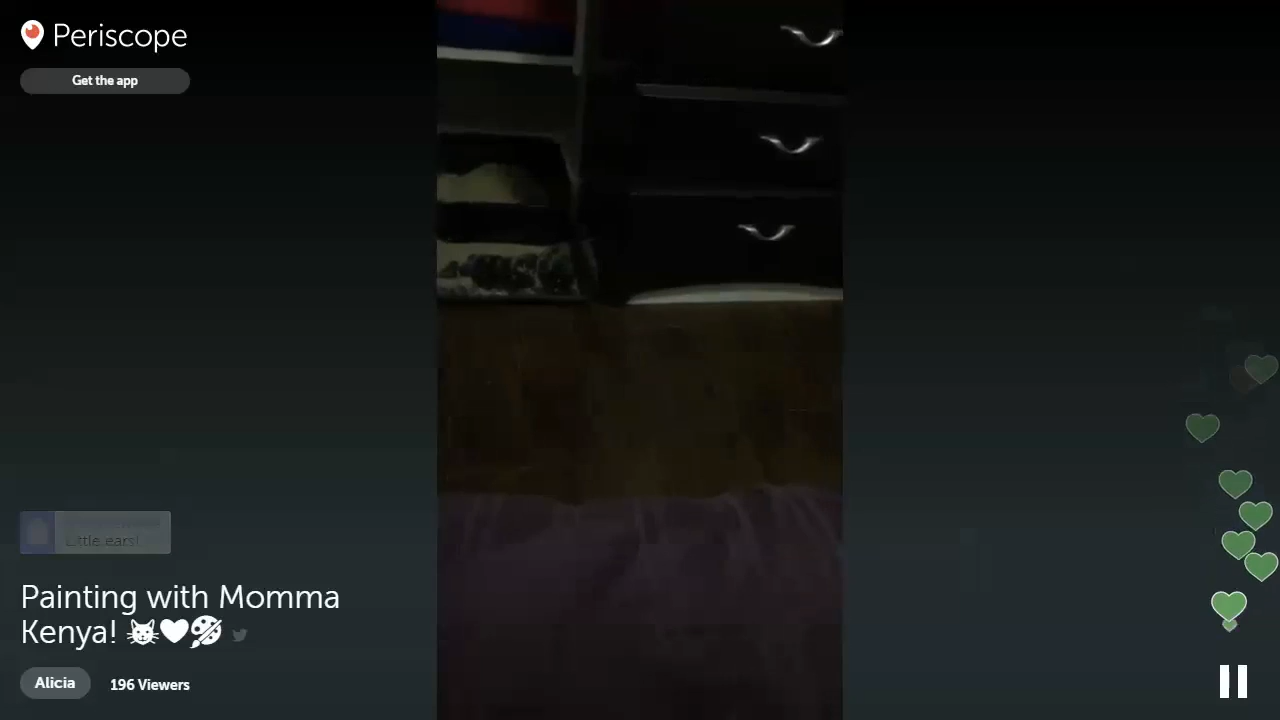 Periscope
Get the app
Little ears!
Painting with Momma
Kenya!
Alicia
196 Viewers